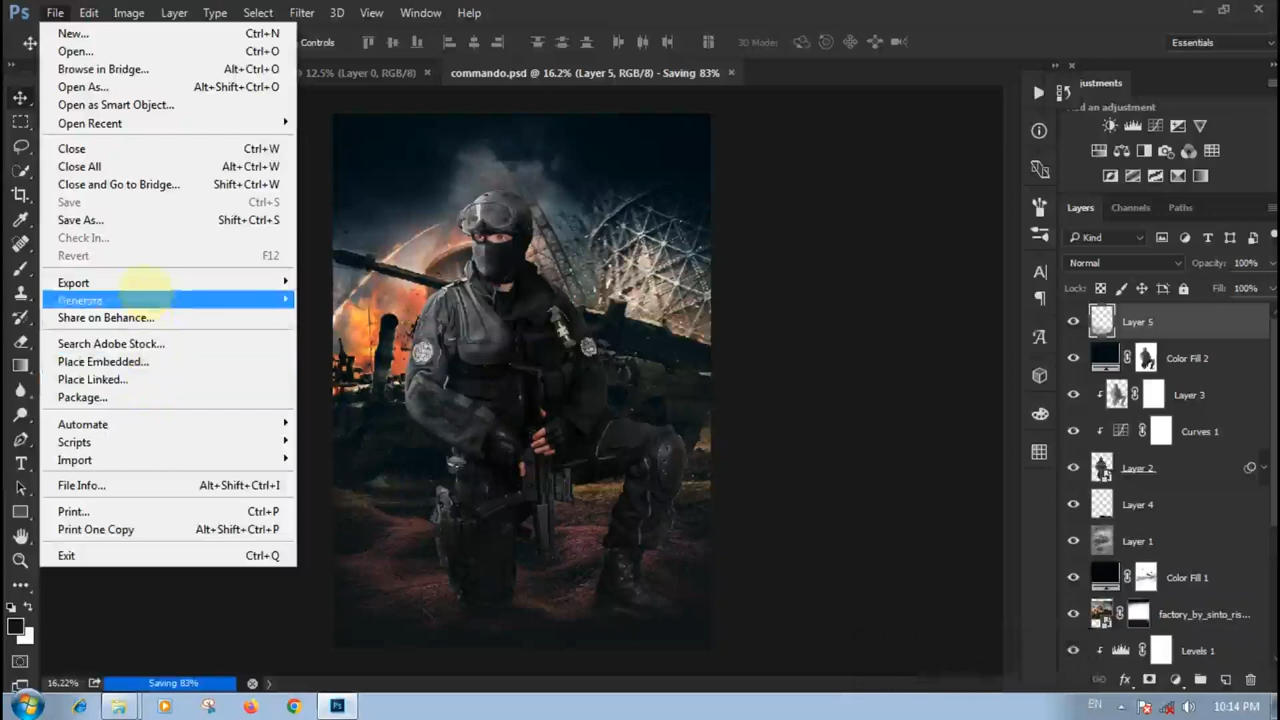 Ps File Edit Image Layer Type Select Filter 3D View Window Help
New... Ctrl+N
Open... Ctrl+O
Browse in Bridge... Alt+Ctrl+O
Open As... Alt+Shift+Ctrl+O
Open as Smart Object...
Open Recent
Close Ctrl+W
Close All Alt+Ctrl+W
Close and Go to Bridge... Shift+Ctrl+W
Save Ctrl+S
Save As... Shift+Ctrl+S
Check In...
Revert F12
Export
Generate
Share on Behance...
Search Adobe Stock...
Place Embedded...
Place Linked...
Package...
Automate
Scripts
Import
File Info... Alt+Shift+Ctrl+I
Print... Ctrl+P
Print One Copy Alt+Shift+Ctrl+P
Exit Ctrl+Q
Controls 3D Mode: Essentials
12.5% (Layer 0, RGB/8) × commando.psd @ 16.2% (Layer 5, RGB/8) - Saving 83% ×
djustments
dd an adjustment
Layers Channels Paths
Kind
Normal Opacity: 100%
Locks: Fill: 100%
Layer 5
Color Fill 2
Layer 3
Curves 1
Layer 2
Layer 4
Layer 1
Color Fill 1
factory_by_sinto_ris...
Levels 1
fx
16.22% Saving 83%
EN 10:14 PM